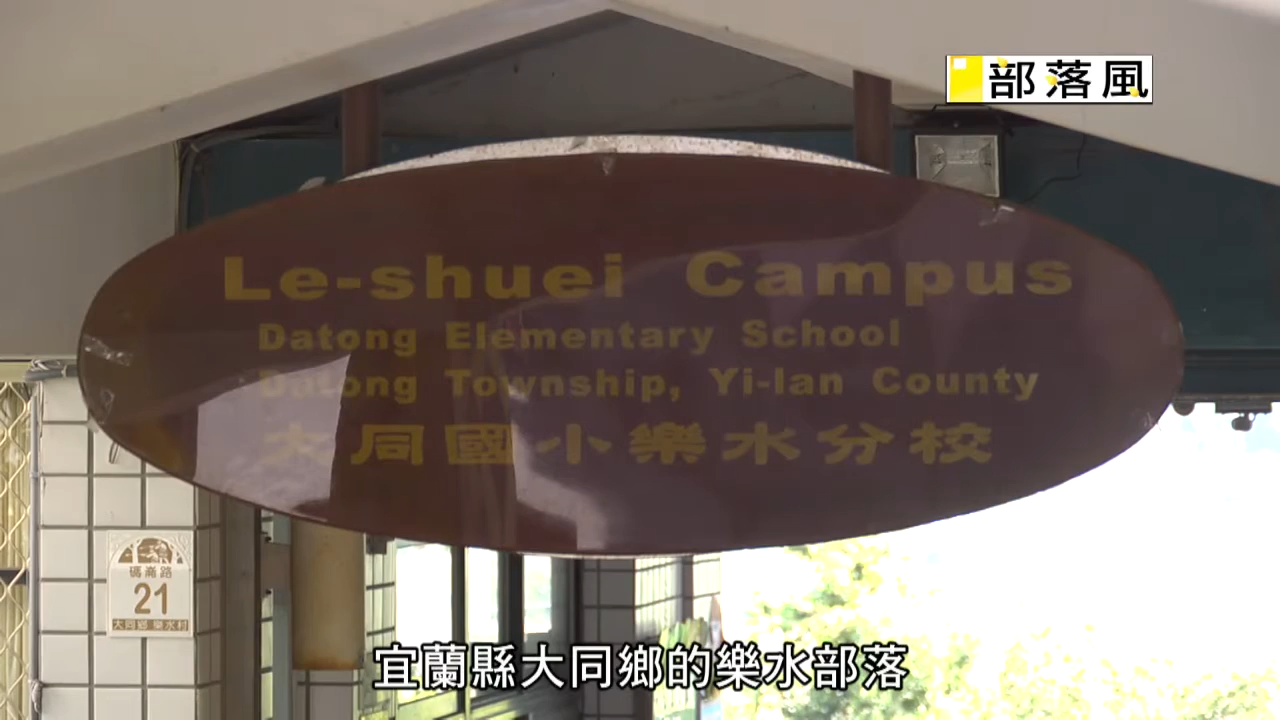 部落風
Le-shuei Campus
Datong Elementary School
Datong Township, Yi-lan County
大同國小樂水分校
碼崙路
21
大同鄉 樂水村
宜蘭縣大同鄉的樂水部落